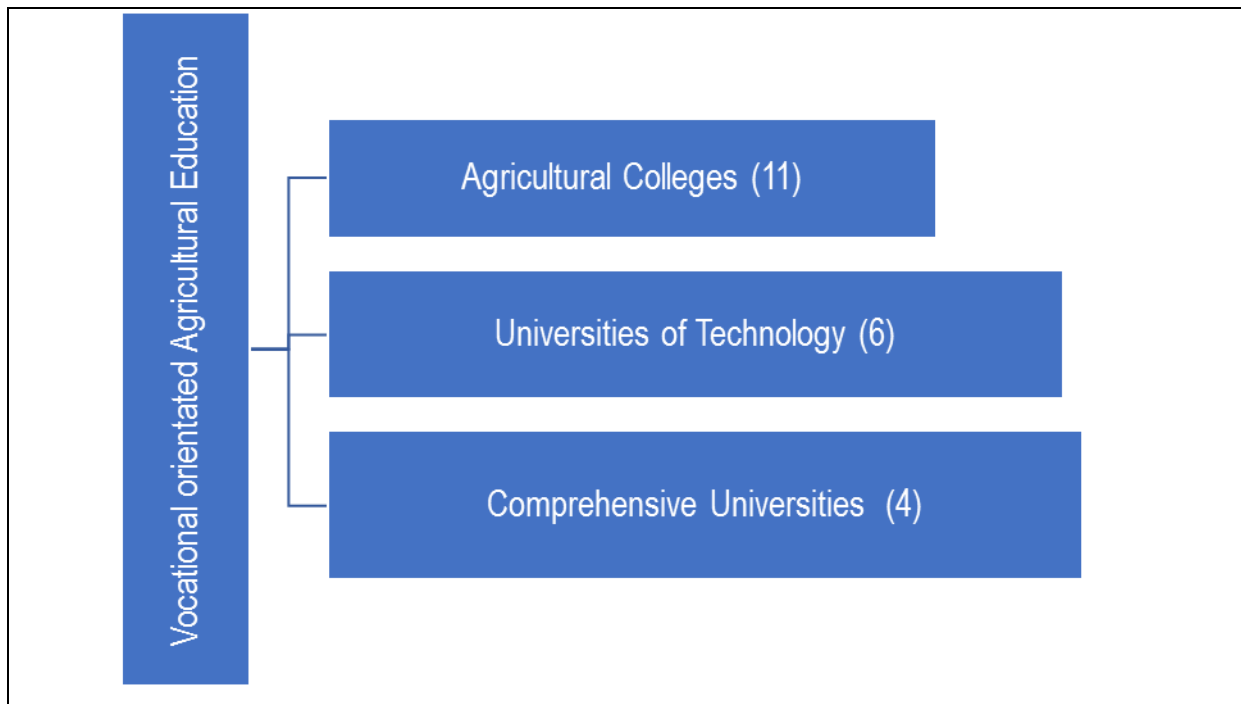 Vocational orientated Agricultural Education
Agricultural Colleges (11)
Universities of Technology (6)
Comprehensive Universities (4)